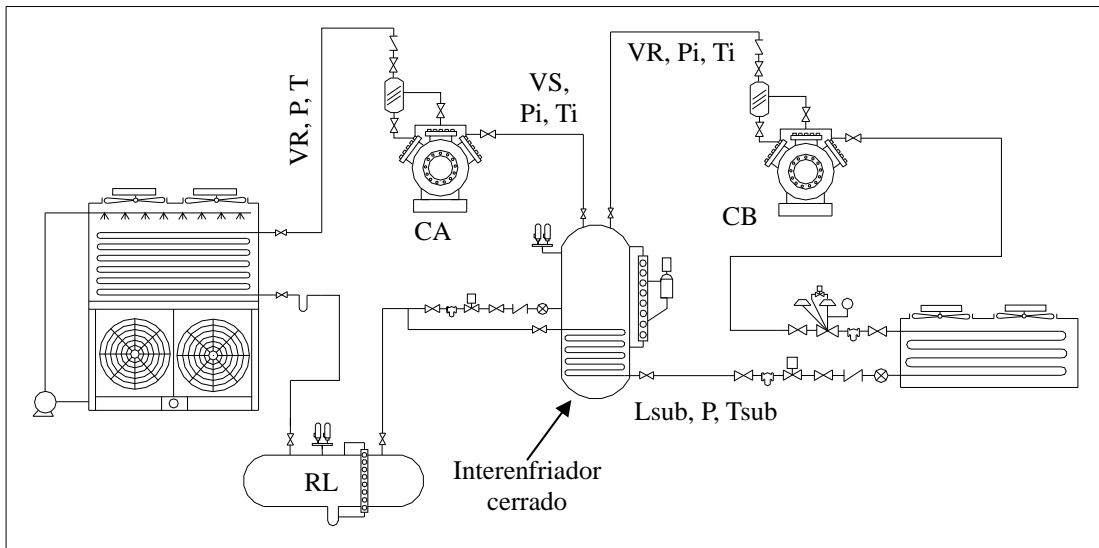 VR, P, T
VS,
Pi, Ti
VR, Pi, Ti
CA
CB
Lsub, P, Tsub
RL
Interenfriador
cerrado